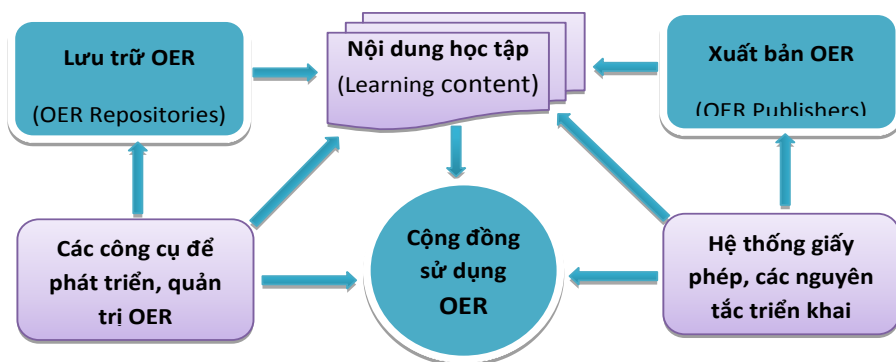 Lưu trữ OER
(OER Repositories)
Nội dung học tập
(Learning content)
Xuất bản OER
(OER Publishers)
Các công cụ để
phát triển, quản
trị OER
Cộng đồng
sử dụng
OER
Hệ thống giấy
phép, các nguyên
tắc triển khai